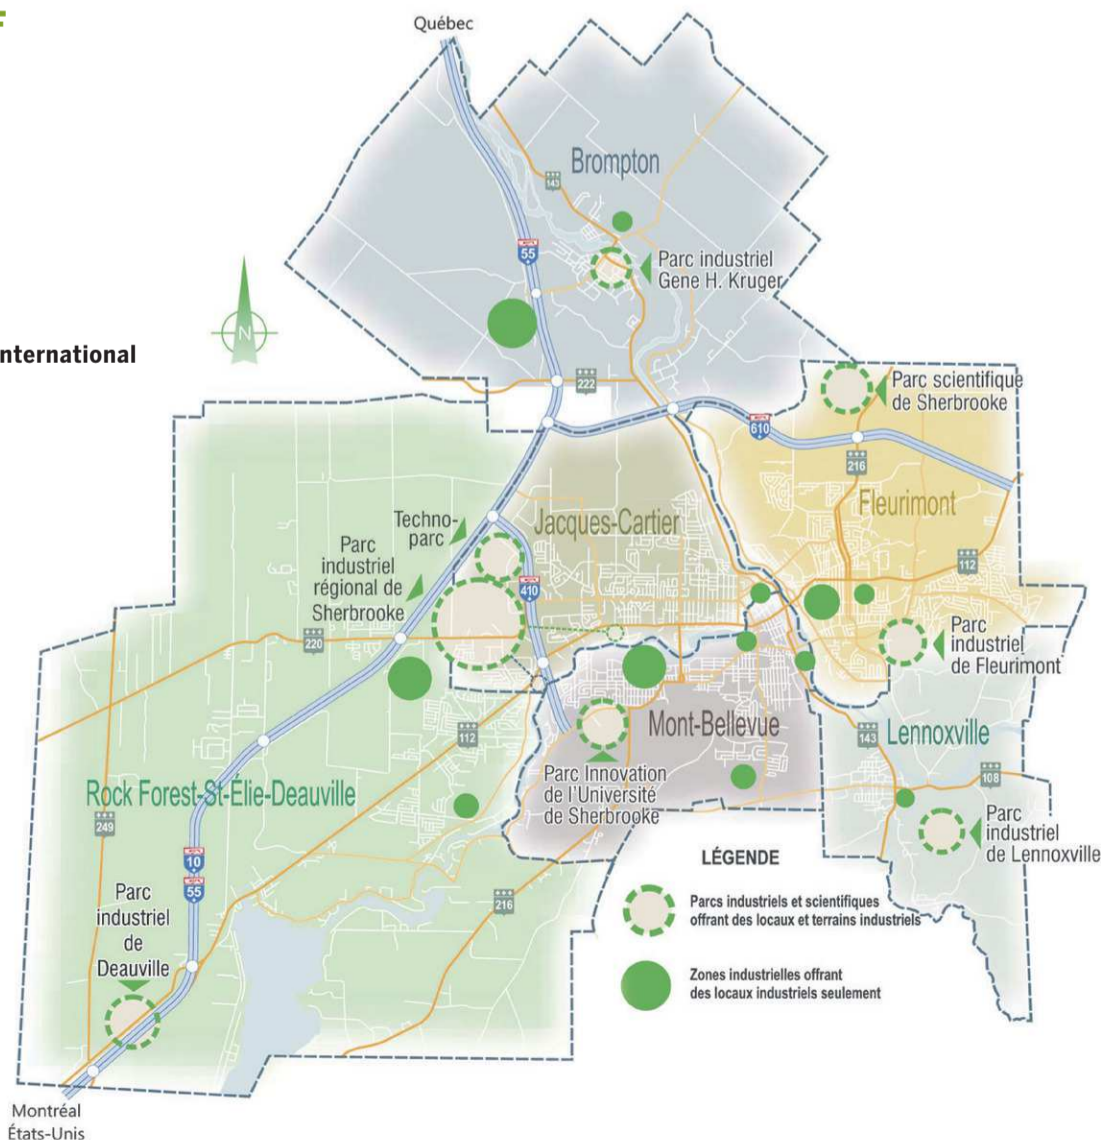 Québec
Brompton
143
55
Parc industriel
Gene H. Kruger
N
nternational
222
Parc scientifique
de Sherbrooke
610
216
Fleurimont
Techno-
parc
Jacques-Cartier
Parc
industriel
régional de
Sherbrooke
410
112
220
Parc
industriel
de Fleurimont
Mont-Bellevue
112
143
Lennoxville
108
Parc Innovation
de l'Université
de Sherbrooke
Rock Forest-St-Élie-Deauville
249
Parc
industriel
de Lennoxville
10
55
216
Parc
industriel
de
Deauville
LÉGENDE
Parcs industriels et scientifiques
offrant des locaux et terrains industriels
Zones industrielles offrant
des locaux industriels seulement
Montréal
États-Unis